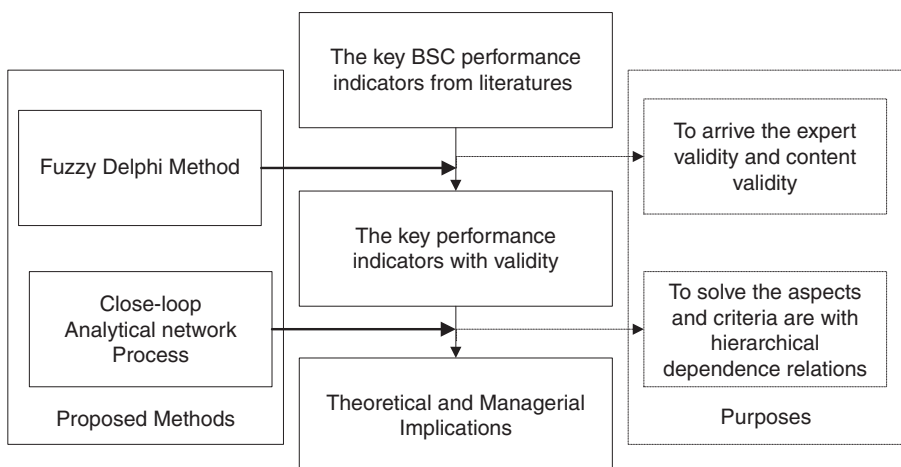 The key BSC performance
indicators from literatures
Fuzzy Delphi Method
To arrive the expert
validity and content
validity
The key performance
indicators with validity
Close-loop
Analytical network
Process
To solve the aspects
and criteria are with
hierarchical
dependence relations
Proposed Methods
Theoretical and Managerial
Implications
Purposes